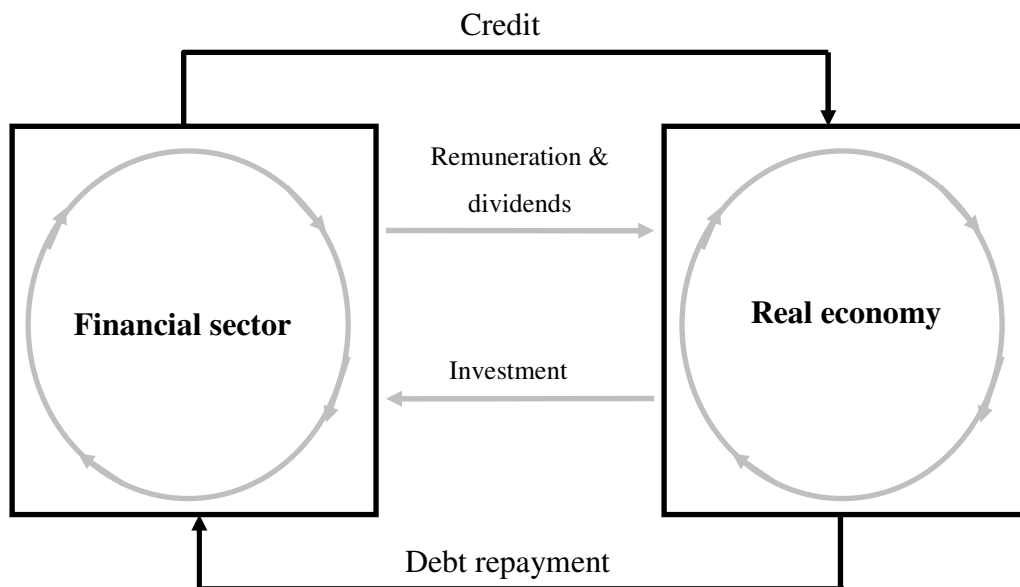 Credit
Remuneration &
dividends
Financial sector
Real economy
Investment
Debt repayment